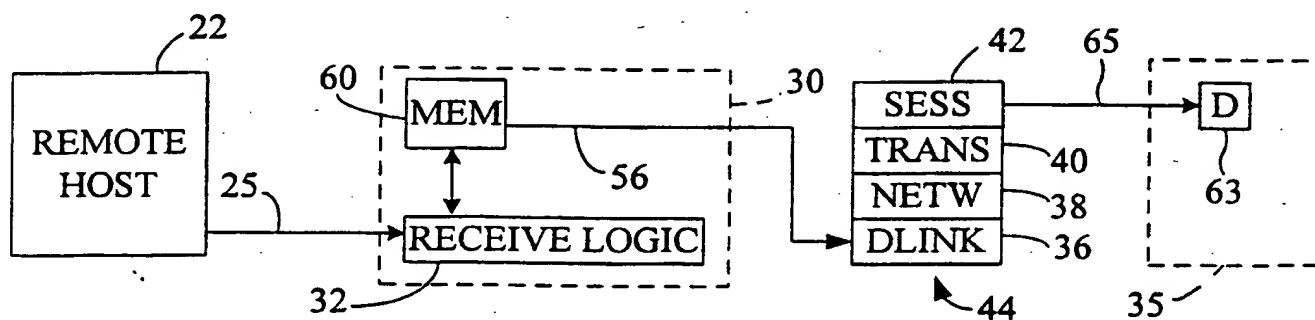 22
REMOTE
HOST
25
60
MEM
30
56
RECEIVE LOGIC
32
42
SESS
TRANS
40
NETW
38
DLINK
36
44
65
D
63
35